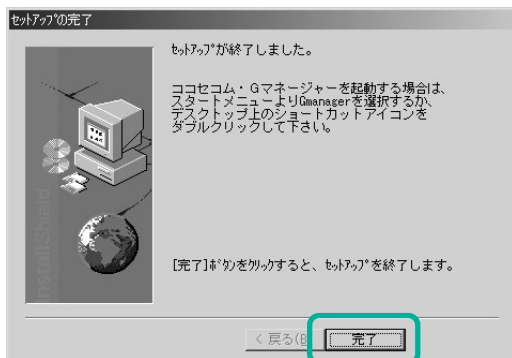 ｾｯﾄｱｯﾌﾟの完了
ｾｯﾄｱｯﾌﾟが終了しました。
ココセコム・Ｇマネージャーを起動する場合は、
スタートメニューよりGmanagerを選択するか、
デスクトップ上のショートカットアイコンを
ダブルクリックして下さい。
InstallShield
[完了]ﾎﾞﾀﾝをｸﾘｯｸすると、ｾｯﾄｱｯﾌﾟを終了します。
< 戻る(B
完了